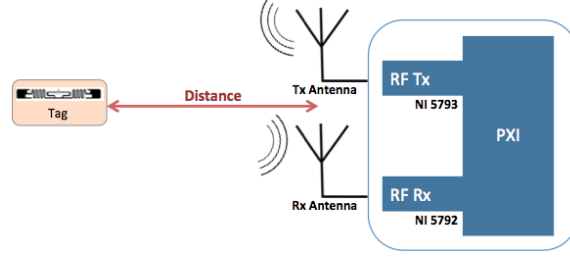 Tag
Distance
Tx Antenna
RF Tx
NI 5793
PXI
Rx Antenna
RF Rx
NI 5792